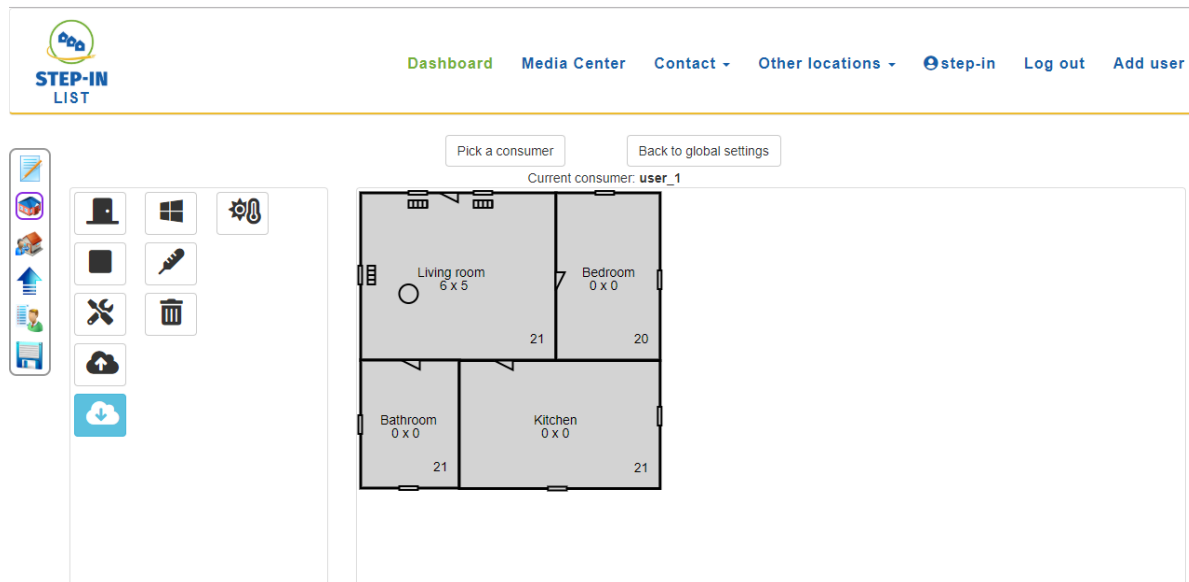 STEP-IN
LIST
Dashboard Media Center Contact Other locations step-in Log out Add user
Pick a consumer Back to global settings
Current consumer: user_1
Living room
6 x 5
21
Bedroom
0 x 0
20
Bathroom
0 x 0
21
Kitchen
0 x 0
21